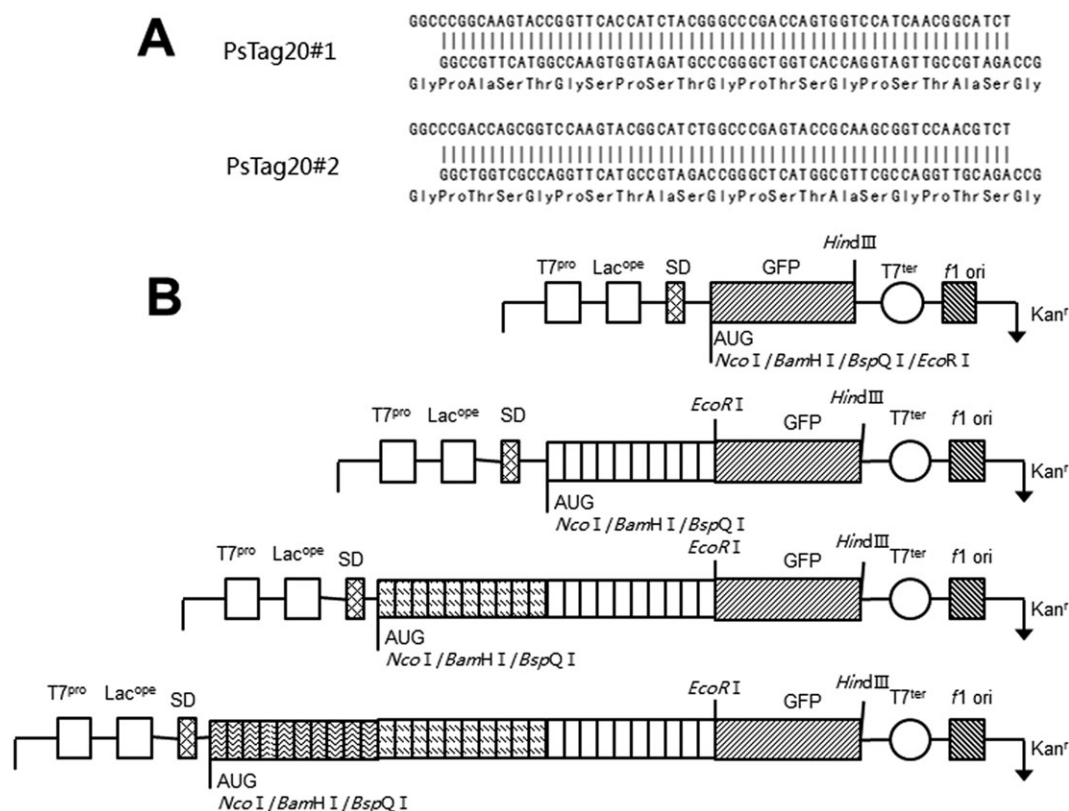 A
PsTag20#1
GGCCCGGCAAGTACCGGTTCACCATCTACGGGCCCGACCAGTGGTCCATCAACGGCATCT
GGCCGTTCATGGCCAAGTGGTAGATGCCCGGGCTGGTCACCAGGTAGTTGCCGTAGACCG
GlyProAlaSerThrGlySerProSerThrGlyProThrSerGlyProSerThrAlaSerGly
PsTag20#2
GGCCCGACCAGCGGTCCAAGTACGGCATCTGGCCCGAGTACCGCAAGCGGTCCAACGTCT
GGCTGGTCGCCAGGTTCATGCCGTAGACCGGGCTCATGGCGTTCGCCAGGTTGCAGACCG
GlyProThrSerGlyProSerThrAlaSerGlyProSerThrAlaSerGlyProThrSerGly
B
HindⅢ
T7pro Lacope SD GFP T7ter f1 ori
Kanr
AUG
NcoⅠ/BamHⅠ/BspQⅠ/EcoRⅠ
EcoRⅠ HindⅢ
T7pro Lacope SD GFP T7ter f1 ori
Kanr
AUG
NcoⅠ/BamHⅠ/BspQⅠ
EcoRⅠ HindⅢ
T7pro Lacope SD GFP T7ter f1 ori
Kanr
AUG
NcoⅠ/BamHⅠ/BspQⅠ
EcoRⅠ HindⅢ
T7pro Lacope SD GFP T7ter f1 ori
Kanr
AUG
NcoⅠ/BamHⅠ/BspQⅠ